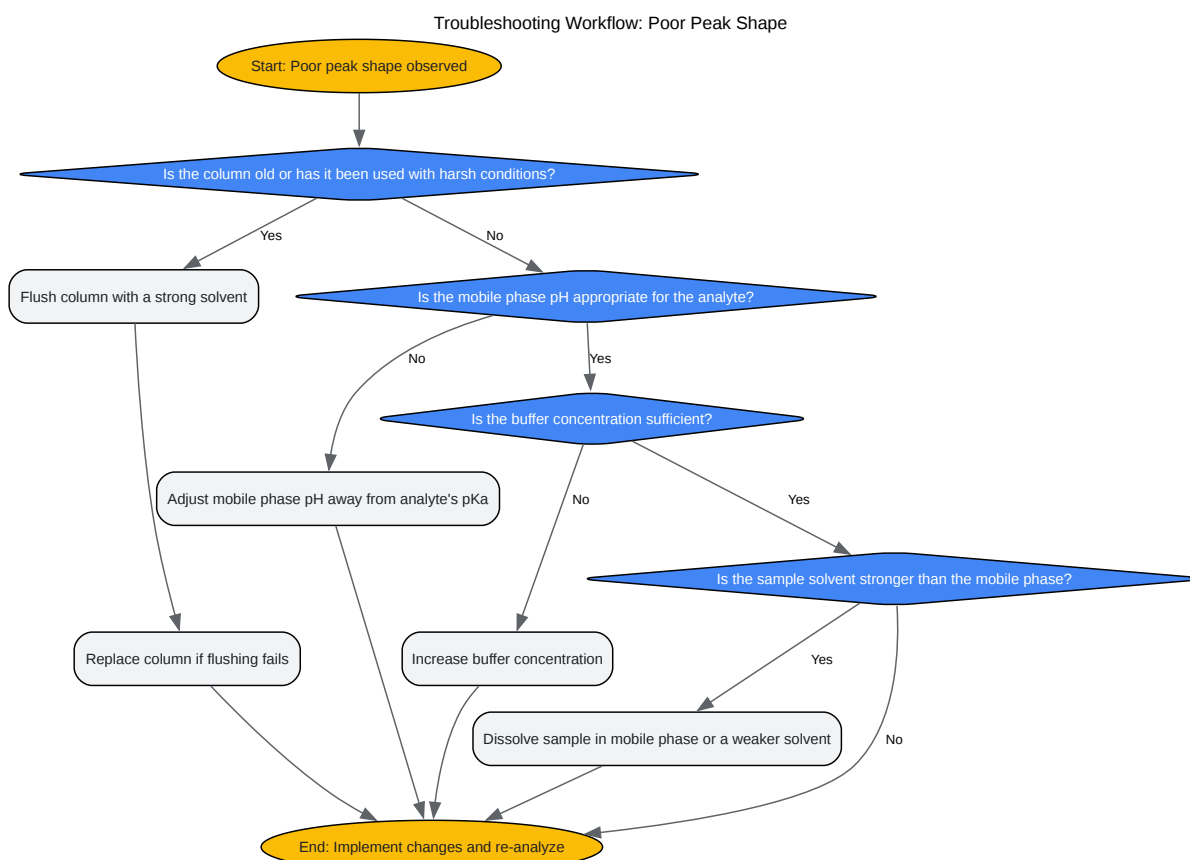 Troubleshooting Workflow: Poor Peak Shape
Start: Poor peak shape observed
Is the column old or has it been used with harsh conditions?
Yes
No
Flush column with a strong solvent
Is the mobile phase pH appropriate for the analyte?
No
Yes
Is the buffer concentration sufficient?
Adjust mobile phase pH away from analyte's pKa
No
Yes
Is the sample solvent stronger than the mobile phase?
Replace column if flushing fails
Increase buffer concentration
Yes
Dissolve sample in mobile phase or a weaker solvent
No
End: Implement changes and re-analyze